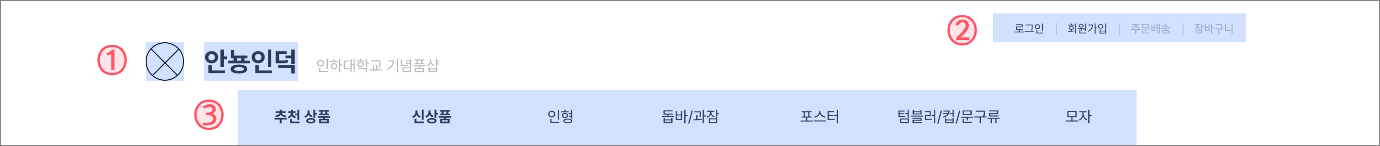 ② 로그인 | 회원가입 | 주문배송 | 장바구니
① 안뇽인덕 인하대학교 기념품샵
③ 추천 상품 신상품 인형 돕바/과잠 포스터 텀블러/컵/문구류 모자